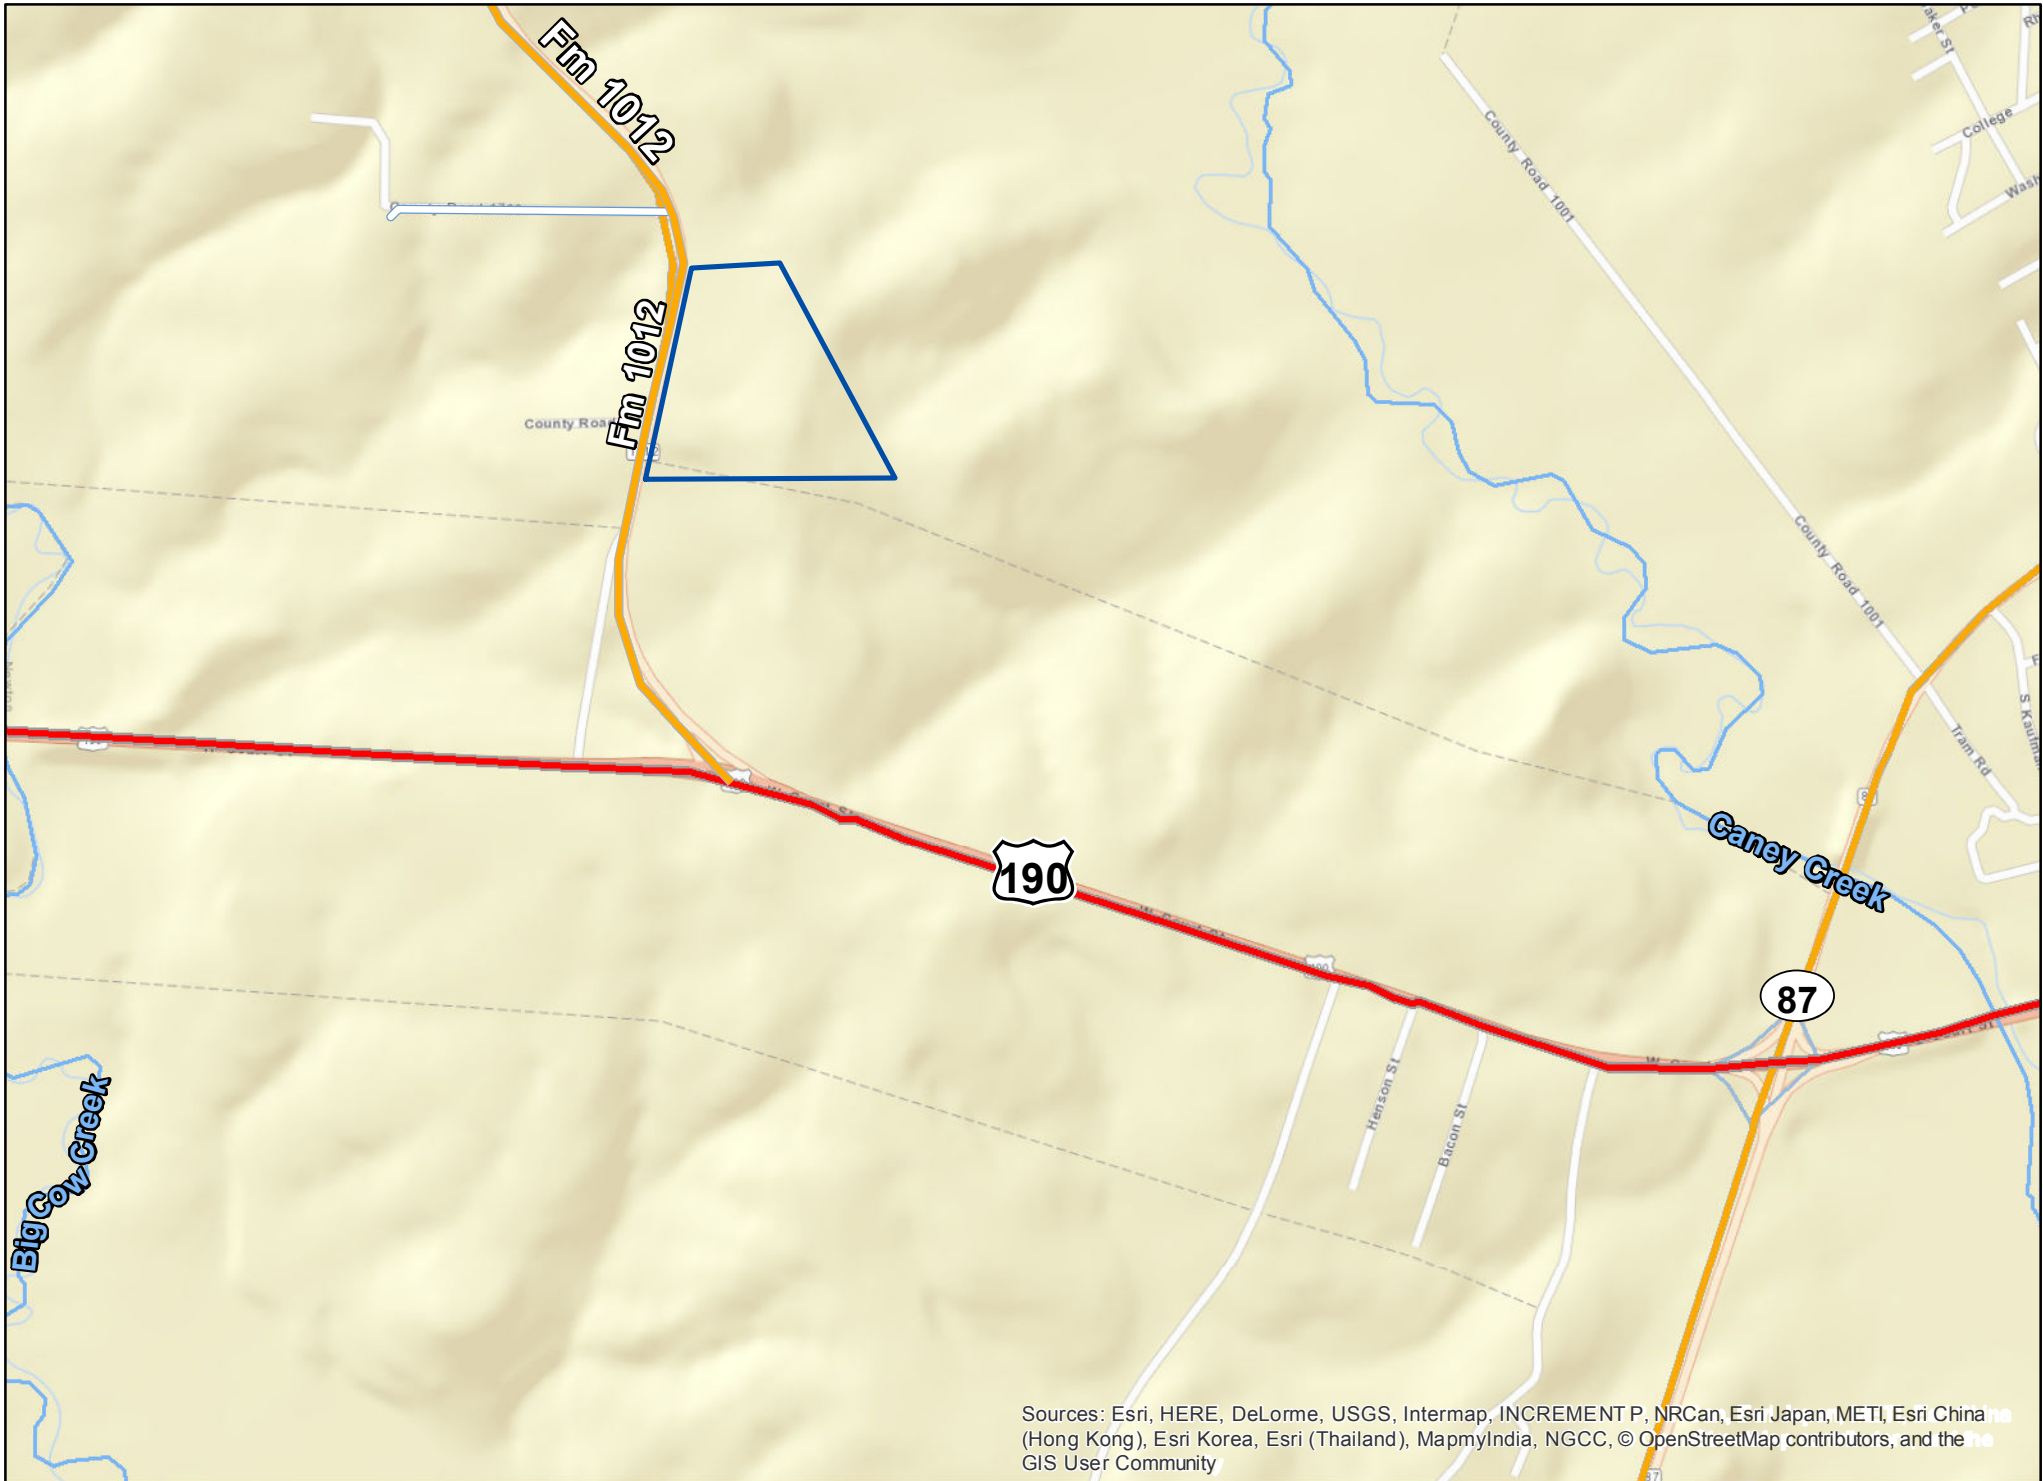 Fm 1012
College
County Road 1001
Fm 1012
County Road
County Road 1001
S Kaufman
Tram Rd
Caney Creek
190
87
Henson St
Bacon St
Big Cow Creek
Sources: Esri, HERE, DeLorme, USGS, Intermap, INCREMENT P, NRCan, Esri Japan, METI, Esri China
(Hong Kong), Esri Korea, Esri (Thailand), MapmyIndia, NGCC, © OpenStreetMap contributors, and the
GIS User Community